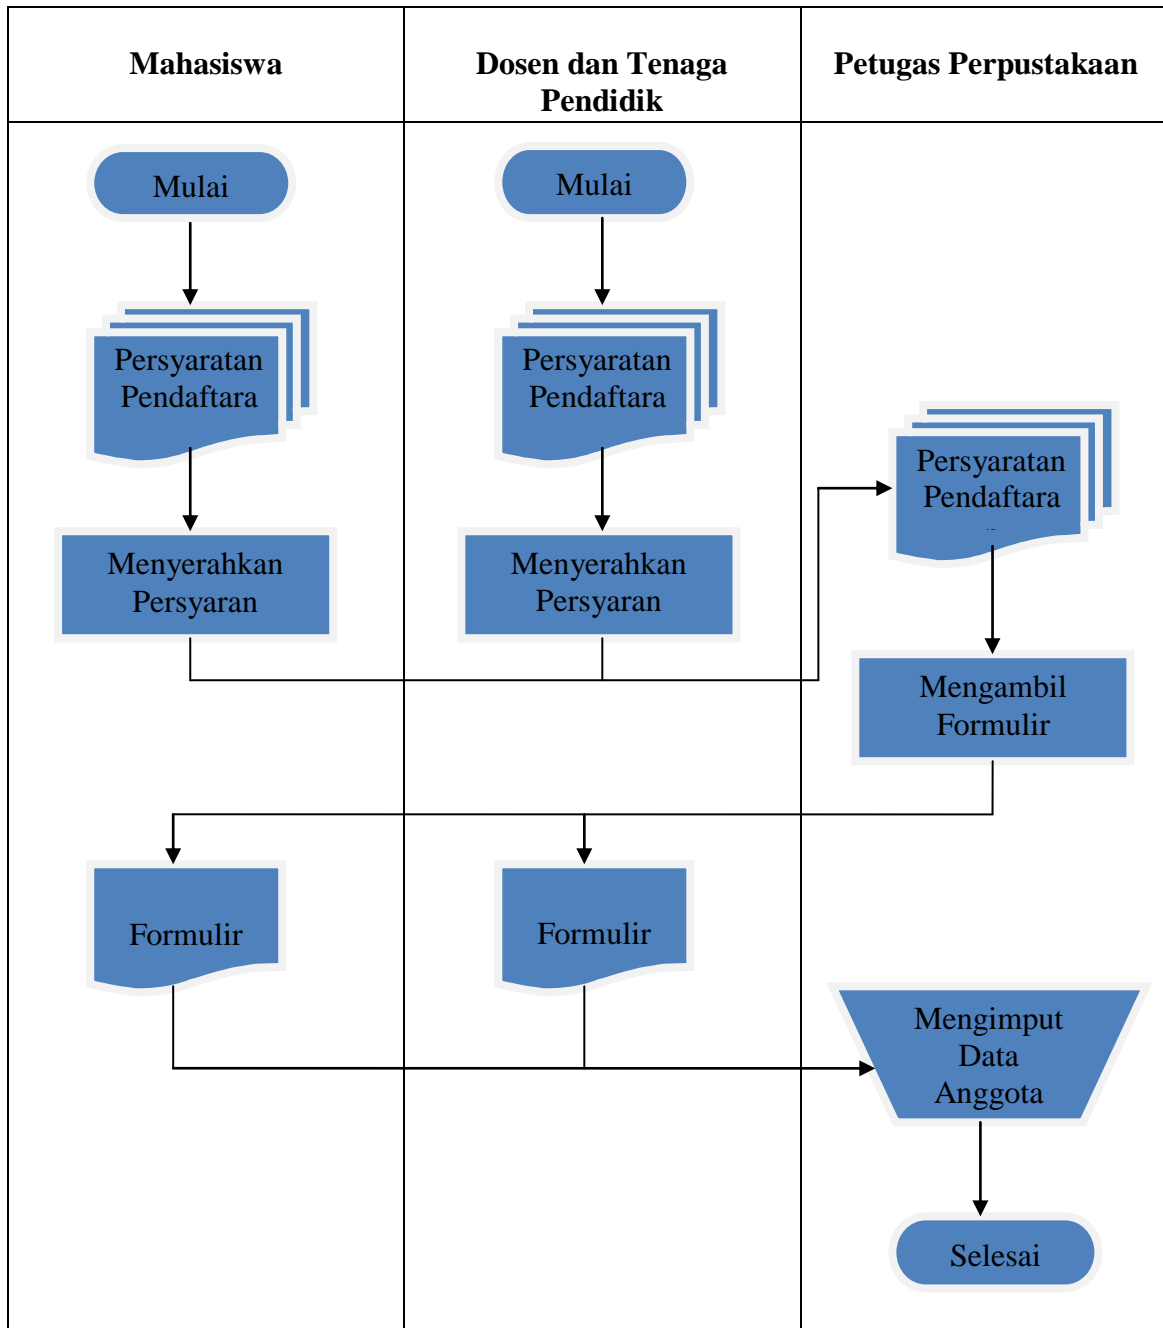 Mahasiswa
Dosen dan Tenaga
Pendidik
Petugas Perpustakaan
Mulai
Mulai
Persyaratan
Pendaftara
Persyaratan
Pendaftara
Persyaratan
Pendaftara
Menyerahkan
Persyaran
Menyerahkan
Persyaran
Mengambil
Formulir
Formulir
Formulir
Mengimput
Data
Anggota
Selesai